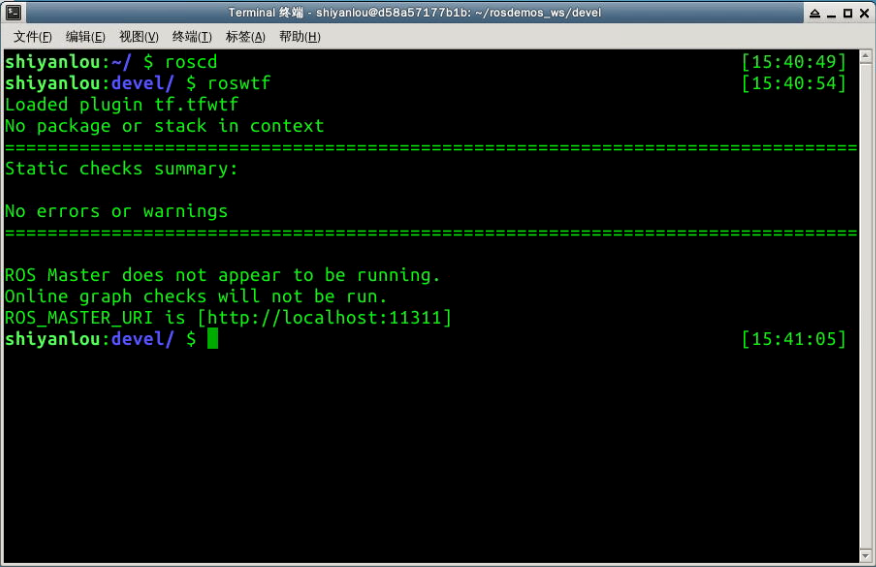 Terminal 终端 - shiyanlou@d58a57177b1b: ~/rosdemos_ws/devel
文件(F) 编辑(E) 视图(V) 终端(T) 标签(A) 帮助(H)
shiyanlou:~/ $ roscd [15:40:49]
shiyanlou:devel/ $ roswtf [15:40:54]
Loaded plugin tf.tfwtf
No package or stack in context
================================================================================
Static checks summary:
No errors or warnings
================================================================================
ROS Master does not appear to be running.
Online graph checks will not be run.
ROS_MASTER_URI is [http://localhost:11311]
shiyanlou:devel/ $ [15:41:05]